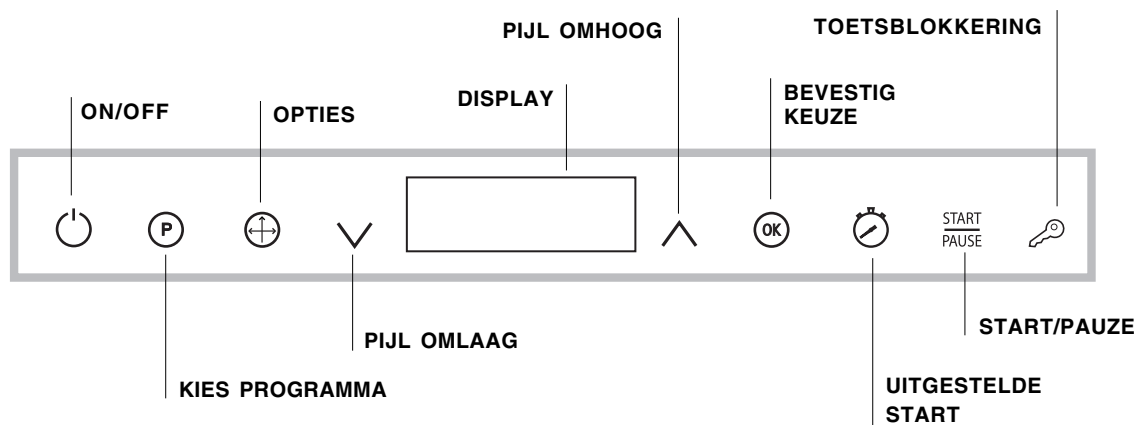 PIJL OMHOOG
TOETSBLOKKERING
ON/OFF
OPTIES
DISPLAY
BEVESTIG
KEUZE
P
OK
START
PAUSE
PIJL OMLAAG
START/PAUZE
KIES PROGRAMMA
UITGESTELDE
START